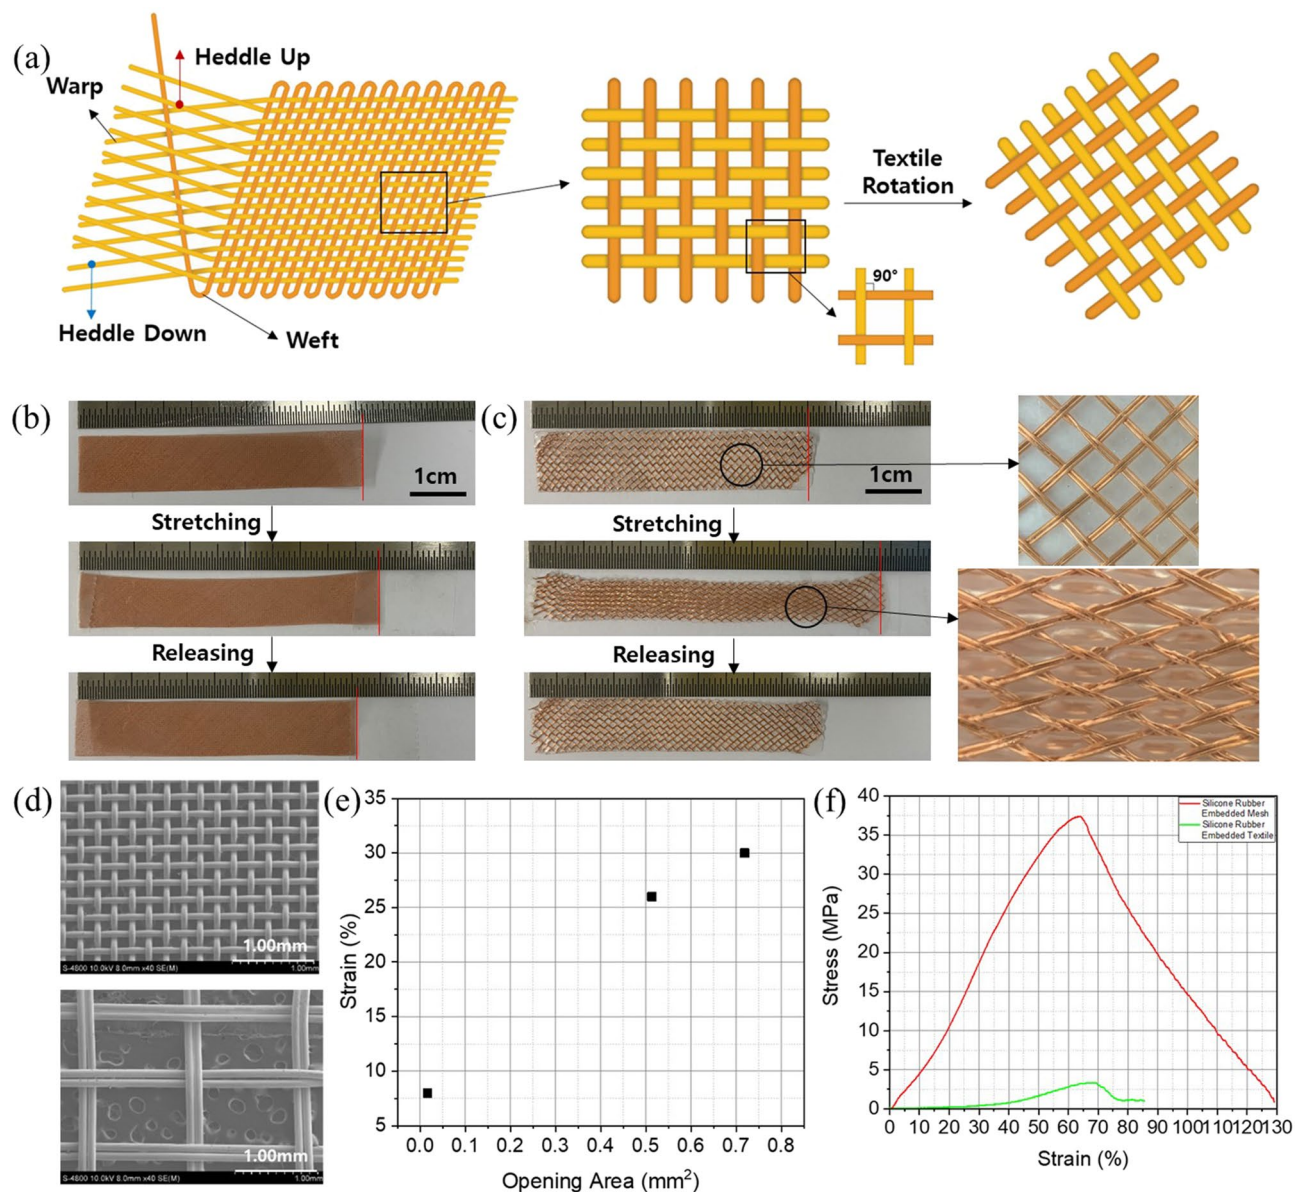 (a)
Heddle Up
Warp
Heddle Down
Weft
90°
Textile
Rotation
(b)
1cm
Stretching
Releasing
(c)
1cm
Stretching
Releasing
(d)
1.00mm
S-4800 10.0kV 8.0mm x40 SE(M)
1.00mm
1.00mm
S-4800 10.0kV 8.0mm x40 SE(M)
1.00mm
(e)
35
30
25
20
15
10
5
Strain (%)
0.0 0.1 0.2 0.3 0.4 0.5 0.6 0.7 0.8
Opening Area (mm²)
(f)
40
35
30
25
20
15
10
5
0
Stress (MPa)
Silicone Rubber
Embedded Mesh
Silicone Rubber
Embedded Textile
0 10 20 30 40 50 60 70 80 90 100 110 120 130
Strain (%)